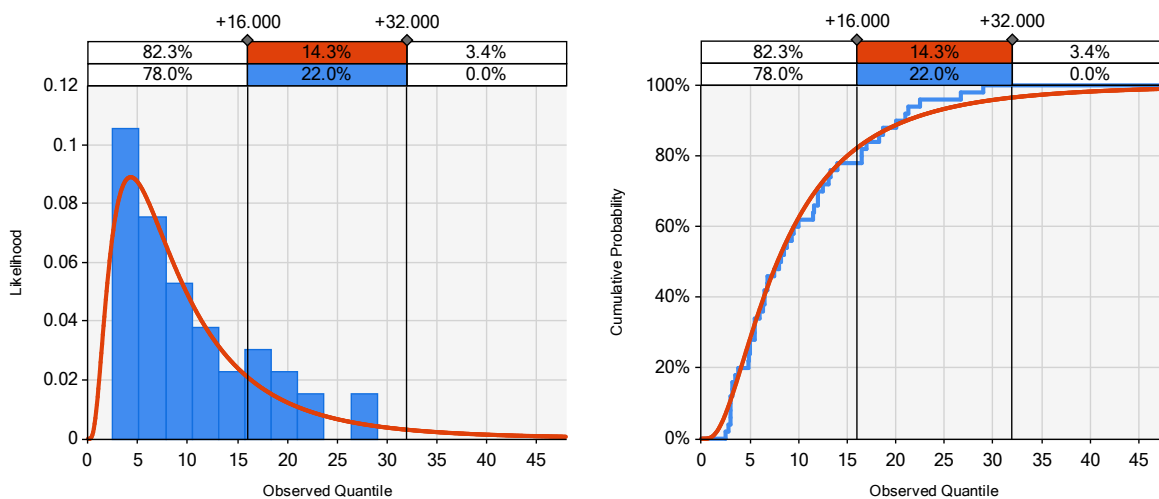 +16.000 +32.000
82.3% 14.3% 3.4%
78.0% 22.0% 0.0%
0.12
0.1
0.08
0.06
0.04
0.02
0
Likelihood
0 5 10 15 20 25 30 35 40 45
Observed Quantile
+16.000 +32.000
82.3% 14.3% 3.4%
78.0% 22.0% 0.0%
100%
80%
60%
40%
20%
0%
Cumulative Probability
0 5 10 15 20 25 30 35 40 45
Observed Quantile